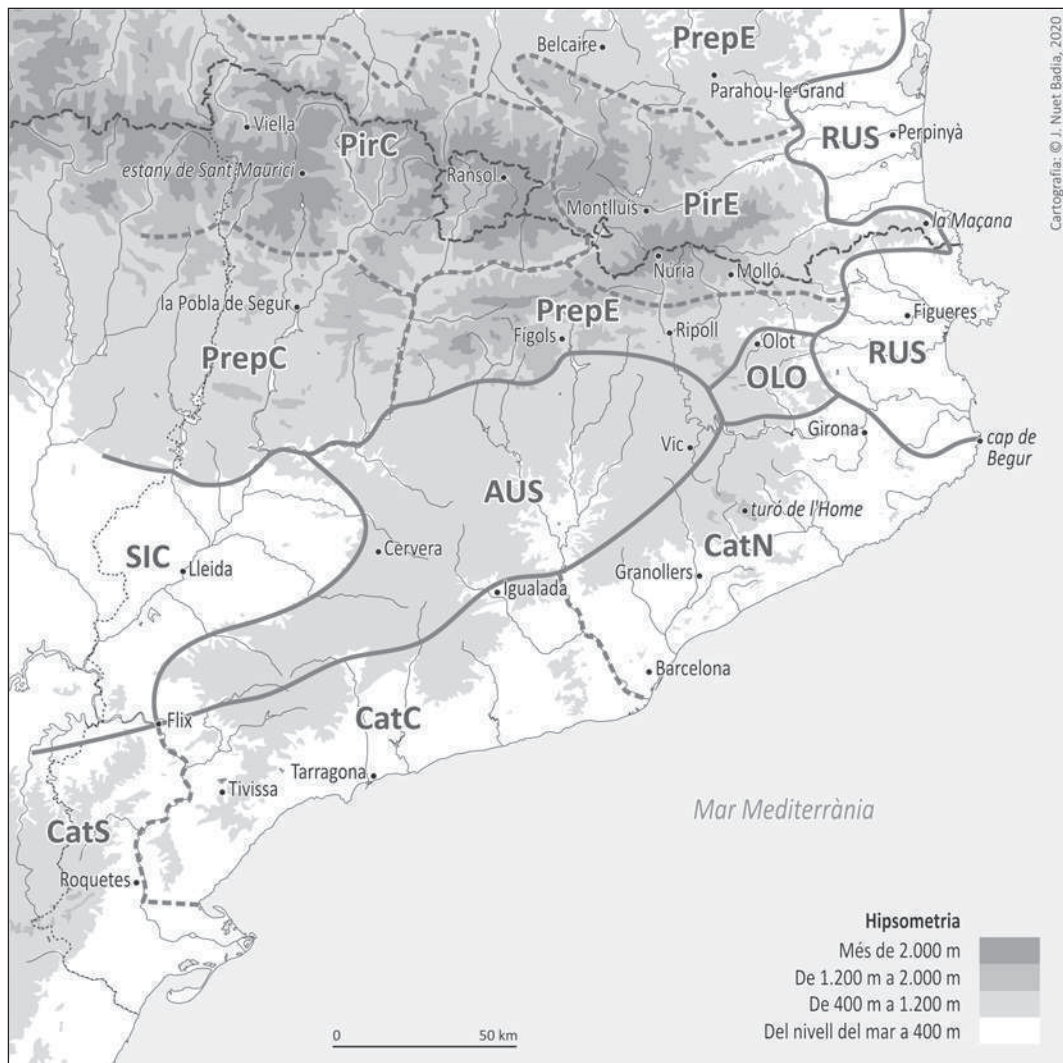 Belcaire
PrepE
Parahou-le-Grand
Viella
PirC
RUS
Perpinyà
estany de Sant Maurici
Ransol
Montlluís
PirE
la Maçana
Núria
Molló
la Pobla de Segur
PrepE
Figueres
Fígols
Ripoll
Olot
PrepC
RUS
OLO
Girona
cap de
Begur
Vic
AUS
turó de l'Home
SIC
Cervera
CatN
Lleida
Granollers
Igualada
Barcelona
Flix
CatC
Tarragona
Tivissa
Mar Mediterrània
CatS
Roquetes
Hipsometria
Més de 2.000 m
De 1.200 m a 2.000 m
De 400 m a 1.200 m
Del nivell del mar a 400 m
0 50 km
Cartografia: © J. Nuet Badia, 2020